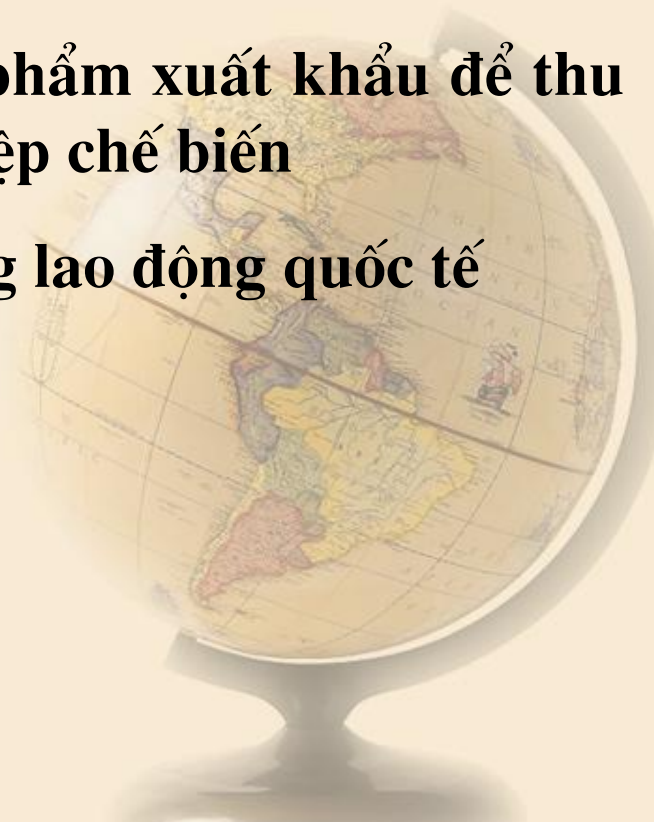 phẩm xuất khẩu để thu
ệp chế biến
g lao động quốc tế